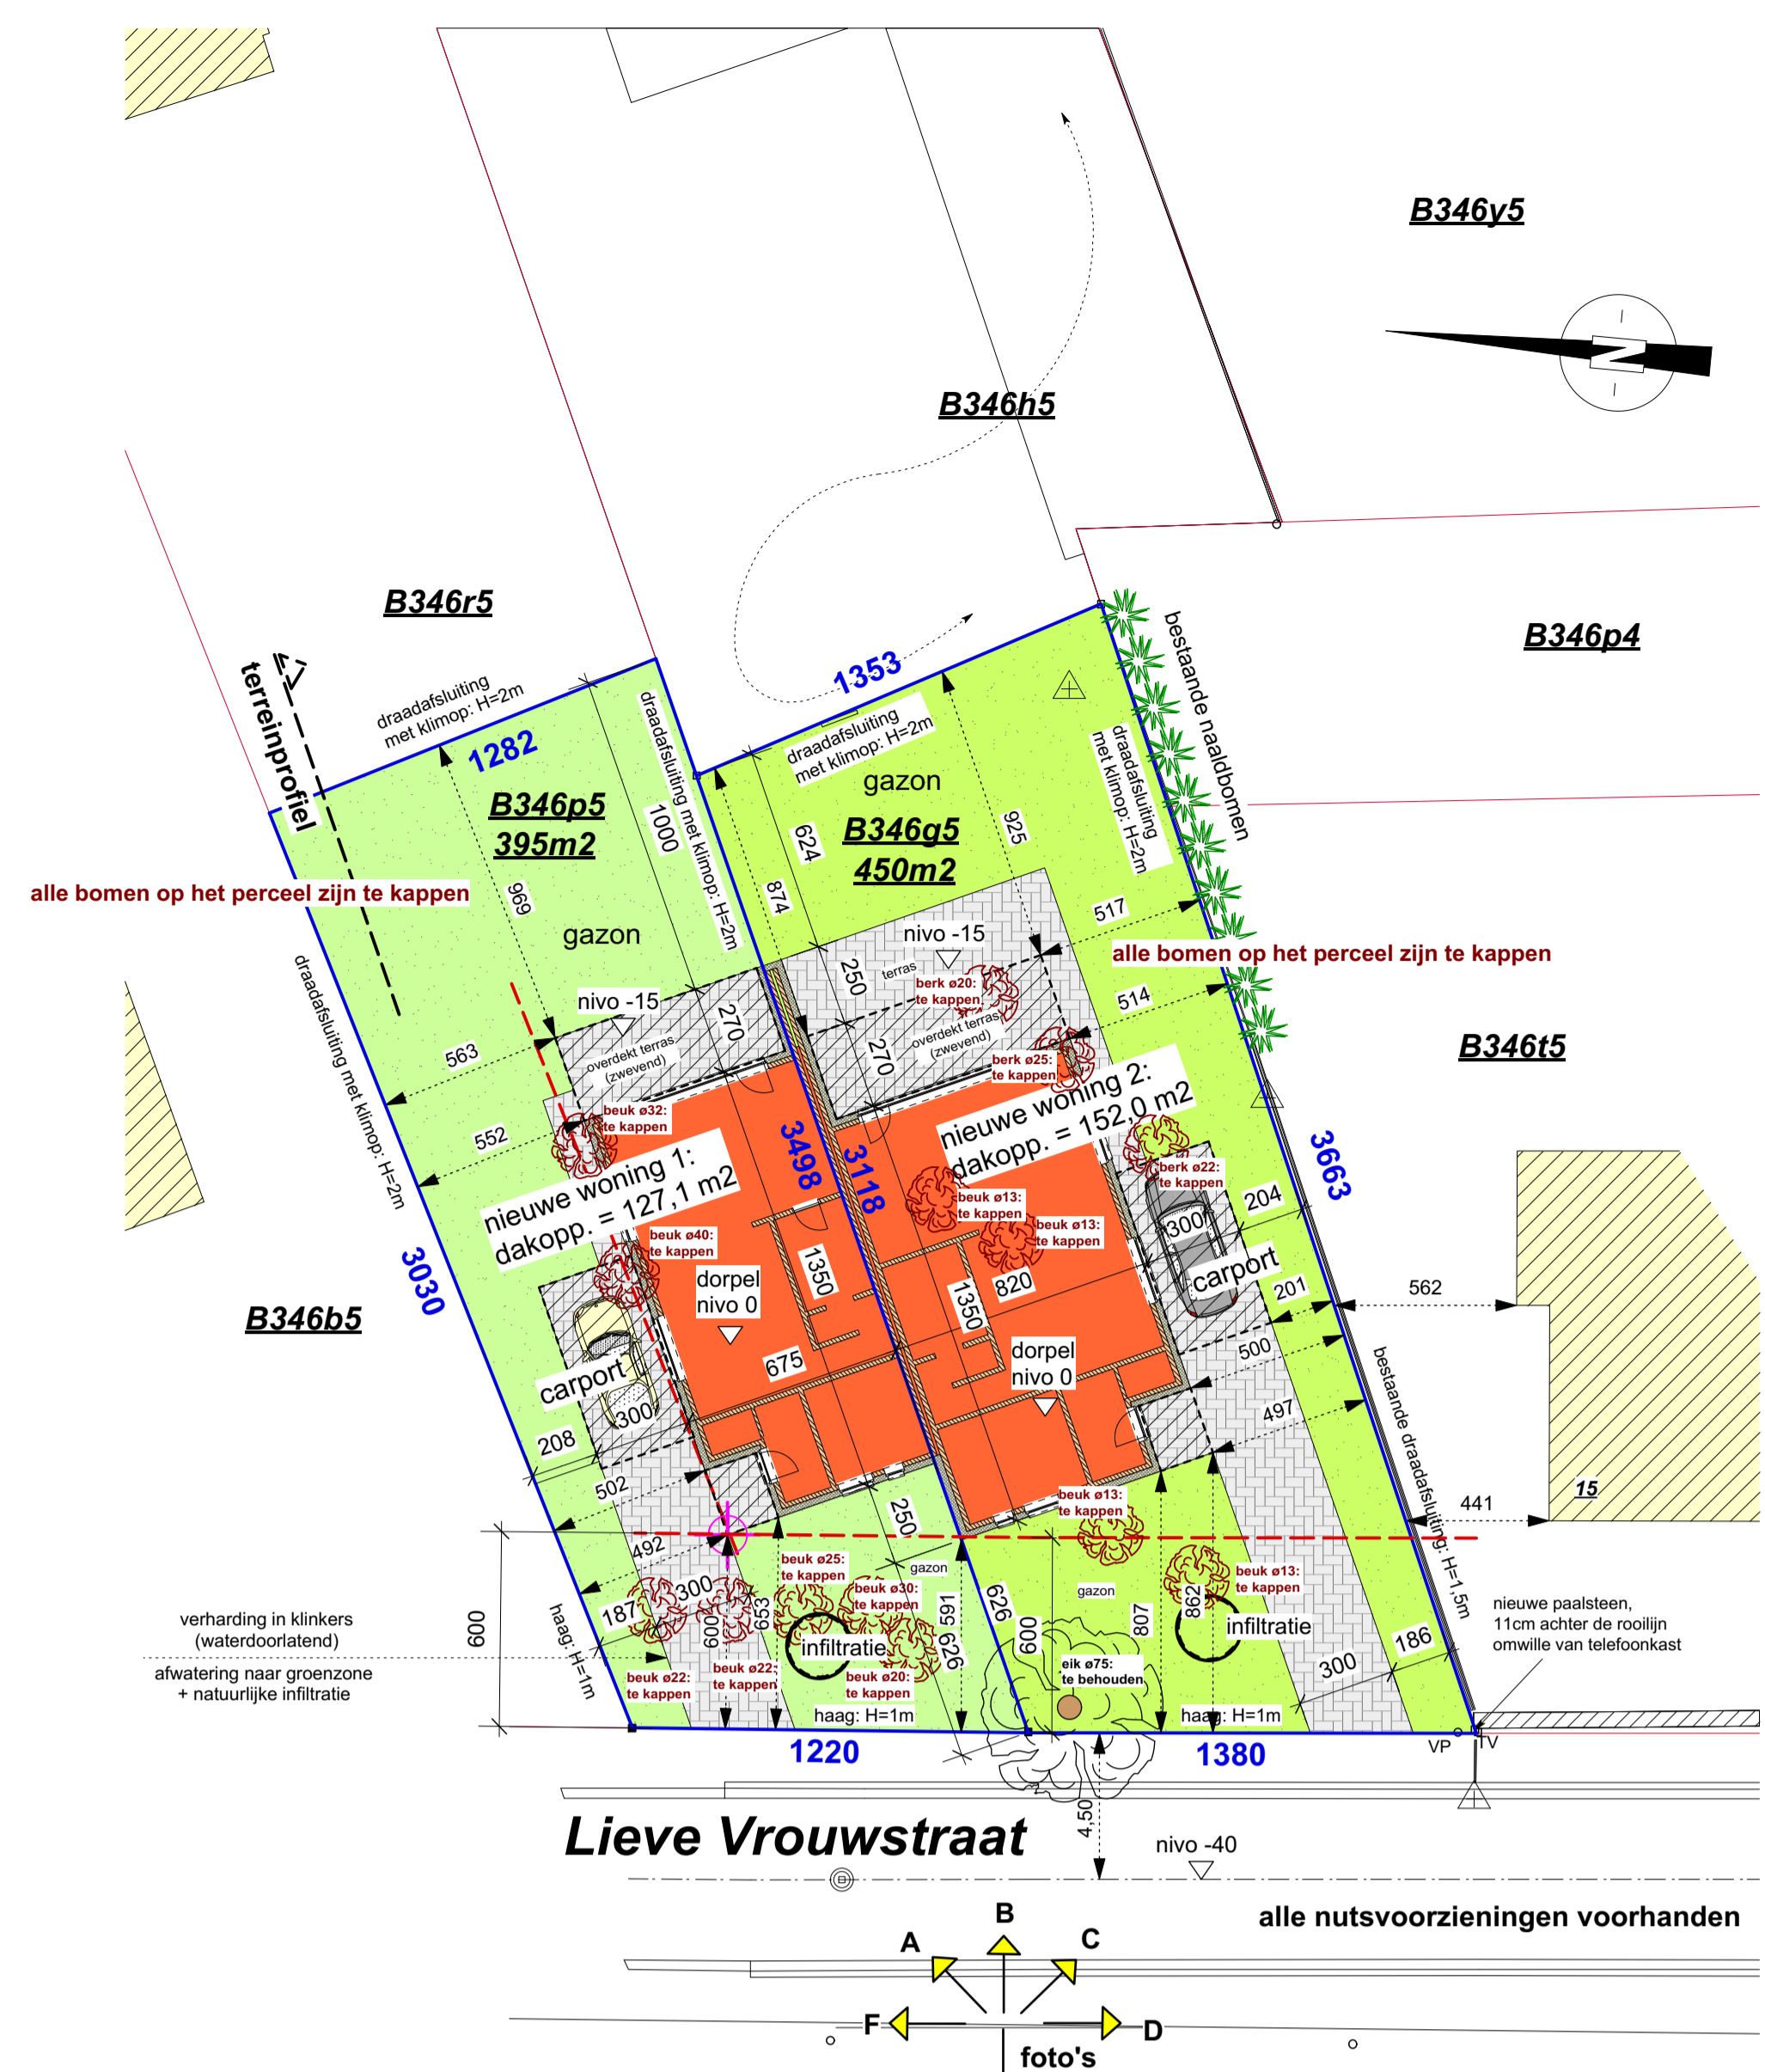 B346y5
N
B346h5
B346r5
B346p4
terreinprofiel
draadafsluiting
met klimop: H=2m
1282
1353
draadafsluiting
met klimop: H=2m
gazon
draadafsluiting met klimop: H=2m
bestaande naaldbomen
draadafsluiting
met klimop: H=2m
B346p5
395m2
1000
624
B346g5
450m2
925
874
969
alle bomen op het perceel zijn te kappen
517
gazon
nivo -15
alle bomen op het perceel zijn te kappen
250
terras
berk ø20:
te kappen
514
nivo -15
270
draadafsluiting met klimop: H=2m
563
overdekt terras
(zwevend)
270
overdekt terras
(zwevend)
berk ø25:
te kappen
B346t5
552
beuk ø32:
te kappen
nieuwe woning 1:
dakopp. = 127,1 m2
3498
3118
nieuwe woning 2:
dakopp. = 152,0 m2
berk ø22:
te kappen
3663
204
beuk ø13:
te kappen
beuk ø13:
te kappen
300
beuk ø40:
te kappen
3030
B346b5
dorpel
nivo 0
1350
1350
820
carport
201
562
500
675
dorpel
nivo 0
carport
300
208
497
bestaande draadafsluiting: H=1,5m
15
441
502
250
beuk ø13:
te kappen
492
gazon
beuk ø25:
te kappen
beuk ø30:
te kappen
gazon
beuk ø13:
te kappen
600
187
300
600
653
591
626
626
600
807
862
infiltratie
infiltratie
haag: H=1m
verharding in klinkers
(waterdoorlatend)
afwatering naar groenzone
+ natuurlijke infiltratie
nieuwe paalsteen,
11cm achter de rooilijn
omwille van telefoonkast
186
300
beuk ø22:
te kappen
beuk ø22:
te kappen
beuk ø20:
te kappen
eik ø75:
te behouden
haag: H=1m
haag: H=1m
VP
TV
1220
1380
4,50
Lieve Vrouwstraat
nivo -40
alle nutsvoorzieningen voorhanden
A
B
C
F
D
foto's